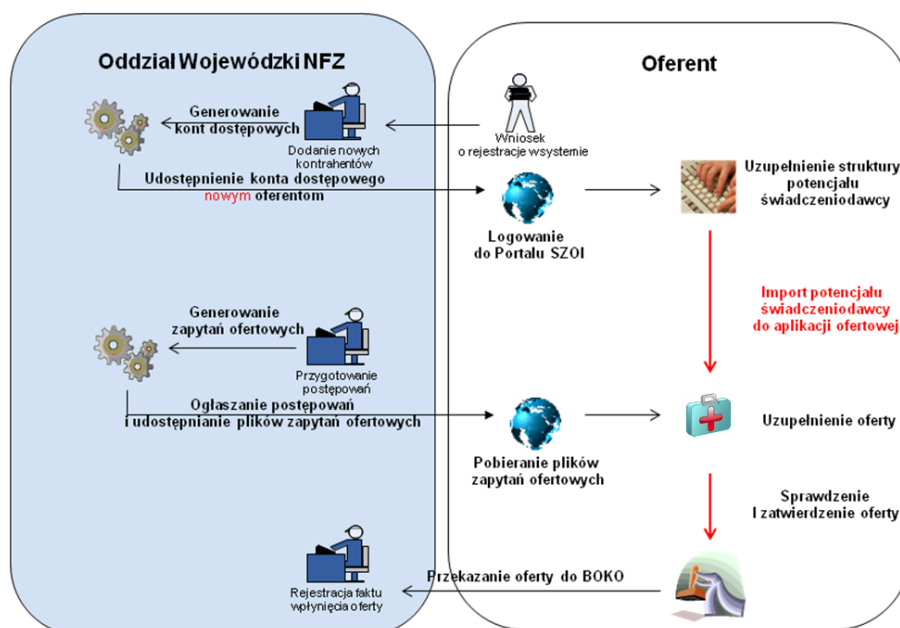 Oddział Wojewódzki NFZ
Oferent
Generowanie
kont dostępowych
Dodanie nowych
kontrahentów
Wniosek
o rejestracje wsystemie
Udostępnienie konta dostępowego
nowym oferentom
Logowanie
do Portalu SZOI
Uzupełnienie struktury
potencjału
świadczeniodawcy
Import potencjału
świadczeniodawcy
do aplikacji ofertowej
Generowanie
zapytań ofertowych
Przygotowanie
postępowań
Ogłaszanie postępowań
i udostępnianie plików zapytań ofertowych
Pobieranie plików
zapytań ofertowych
Uzupełnienie oferty
Sprawdzenie
I zatwierdzenie oferty
Przekazanie oferty do BOKO
Rejestracja faktu
wpłynięcia oferty